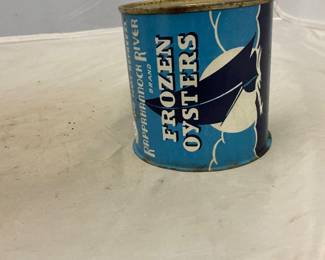 RAPPAHANNOCK RIVER
BRAND
FROZEN
OYSTERS